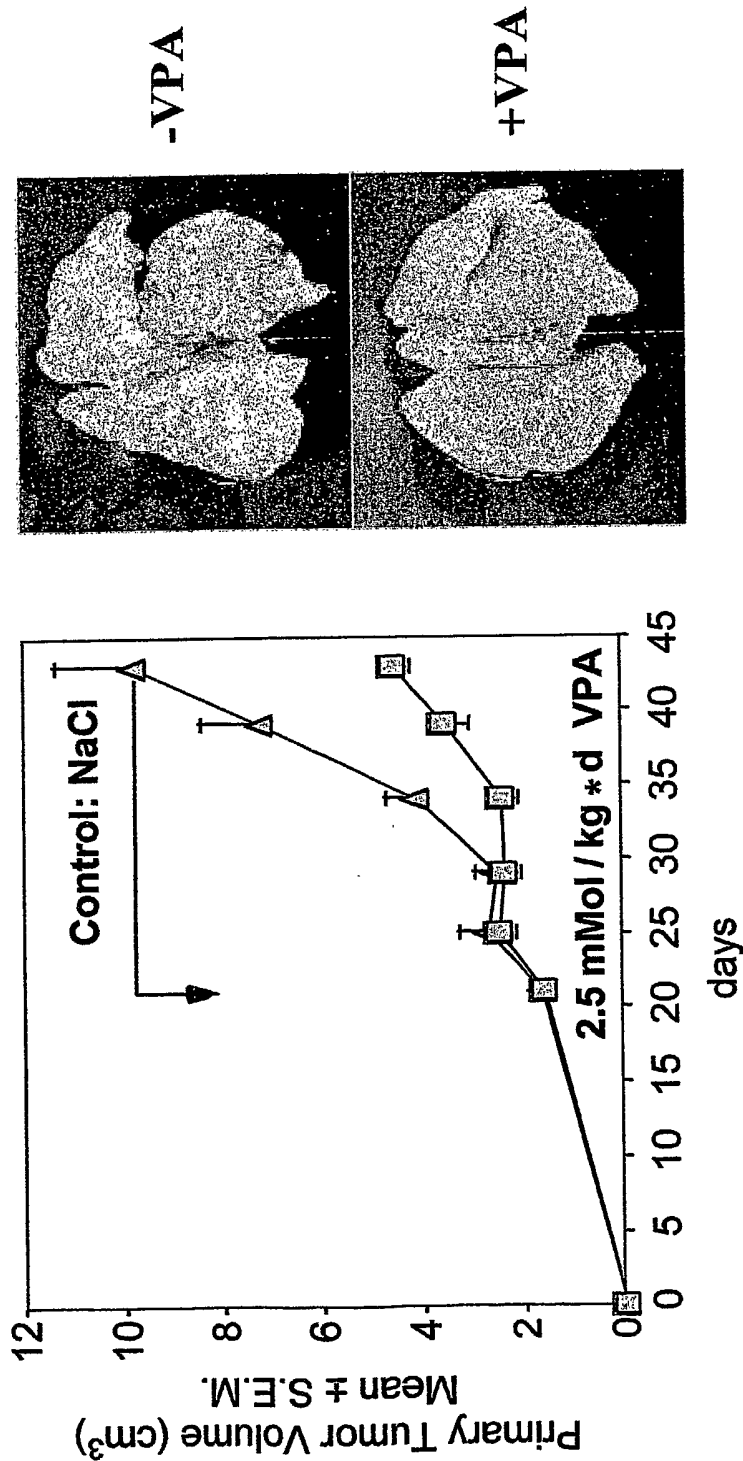 Primary Tumor Volume (cm³)
Mean ± S.E.M.
12
10
8
6
4
2
0
Control: NaCl
2.5 mMol / kg * d VPA
0 5 10 15 20 25 30 35 40 45
days
-VPA
+VPA